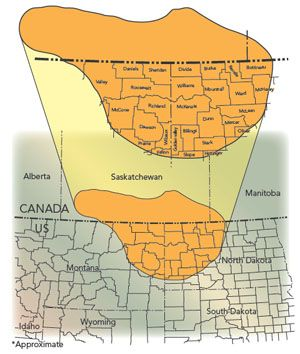 Daniels Sheridan Divide Burke Bottineau
Valley
Roosevelt Williams Mountrail Ward McHenry
McCone Richland McKenzie McLean
Dunn Mercer
Dawson Billings Oliver
Prairie Wibaux Golden Valley Stark
Fallon Slope Hettinger
Alberta Saskatchewan
Manitoba
CANADA
US
Montana North Dakota
South Dakota
Idaho Wyoming
*Approximate